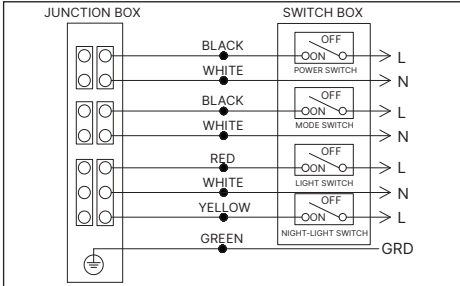 JUNCTION BOX
SWITCH BOX
BLACK
OFF
ON
L
POWER SWITCH
WHITE
N
BLACK
OFF
ON
L
MODE SWITCH
WHITE
N
RED
OFF
ON
L
LIGHT SWITCH
WHITE
N
YELLOW
OFF
ON
L
NIGHT-LIGHT SWITCH
GREEN
GRD